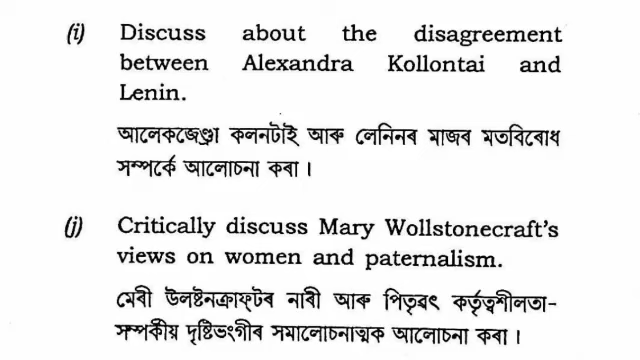 (i) Discuss about the disagreement
between Alexandra Kollontai and
Lenin.
আলেকজেণ্ড্ৰা কলনটাই আৰু লেনিনৰ মাজৰ মতবিৰোধ
সম্পৰ্কে আলোচনা কৰা ।
(j) Critically discuss Mary Wollstonecraft's
views on women and paternalism.
মেৰী উলষ্টনক্ৰাফ্টৰ নাৰী আৰু পিতৃৱৎ কৰ্তৃত্বশীলতা-
সম্পৰ্কীয় দৃষ্টিভংগীৰ সমালোচনাত্মক আলোচনা কৰা ।